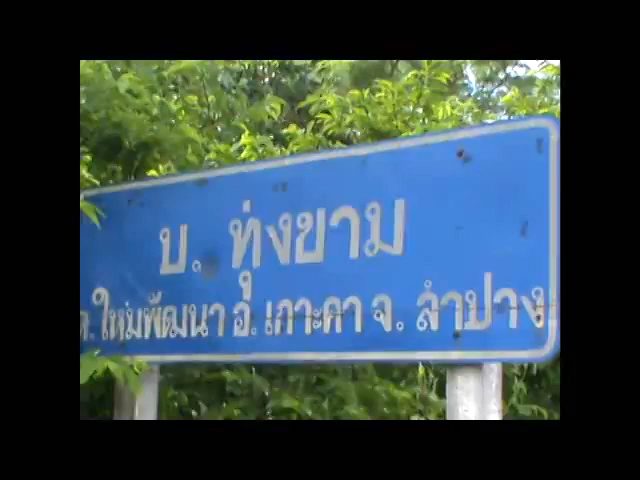 บ. ทุ่งขาม
ต.ใหม่พัฒนา อ. เกาะคา จ. ลำปาง